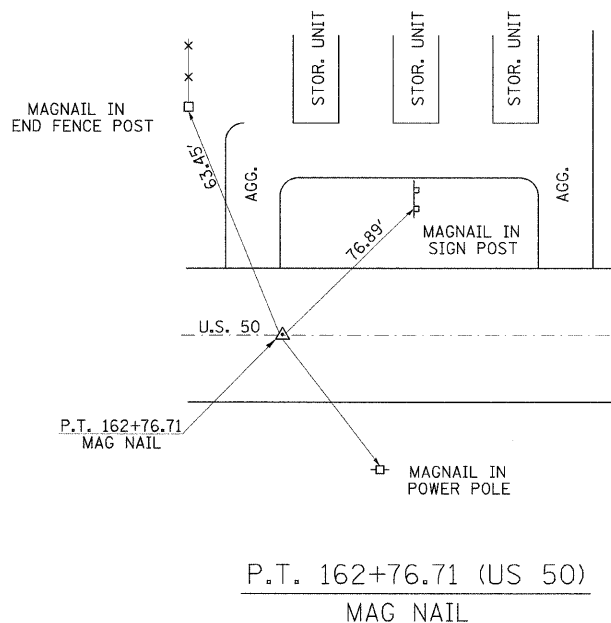 STOR. UNIT
STOR. UNIT
STOR. UNIT
MAGNAIL IN
END FENCE POST
63.45'
AGG.
AGG.
76.89'
MAGNAIL IN
SIGN POST
U.S. 50
P.T. 162+76.71
MAG NAIL
MAGNAIL IN
POWER POLE
P.T. 162+76.71 (US 50)
MAG NAIL